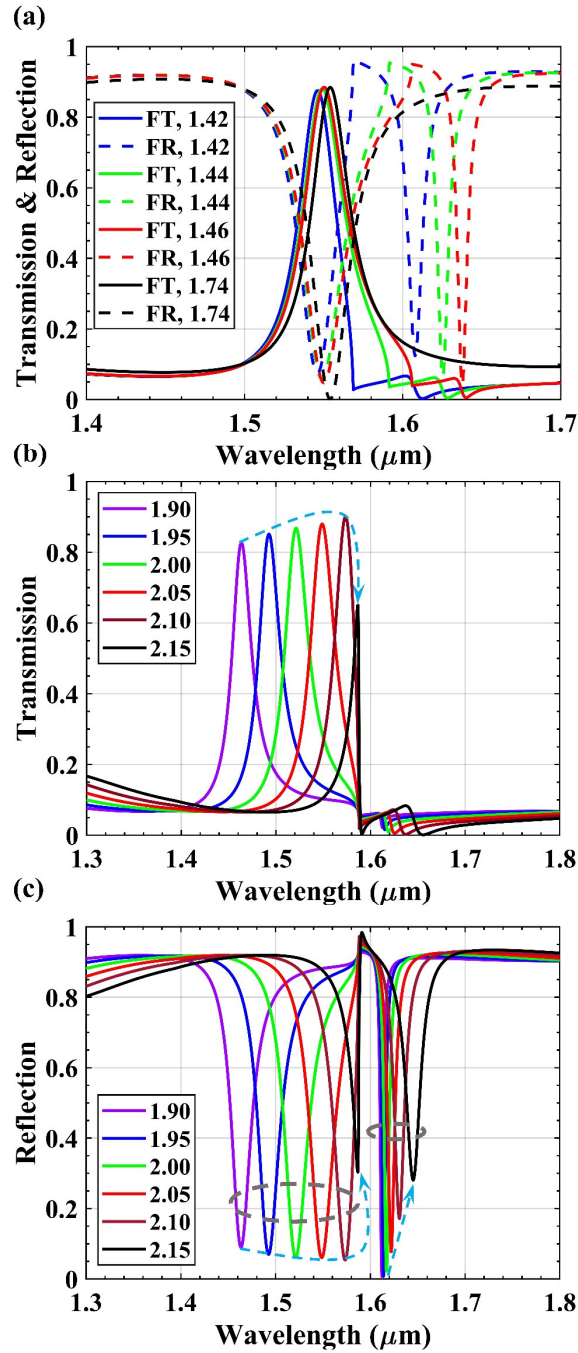 (a)
1
0.8
0.6
0.4
0.2
0
Transmission & Reflection
FT, 1.42
FR, 1.42
FT, 1.44
FR, 1.44
FT, 1.46
FR, 1.46
FT, 1.74
FR, 1.74
1.4 1.5 1.6 1.7
Wavelength (μm)
(b)
1
0.8
0.6
0.4
0.2
0
Transmission
1.90
1.95
2.00
2.05
2.10
2.15
1.3 1.4 1.5 1.6 1.7 1.8
Wavelength (μm)
(c)
1
0.8
0.6
0.4
0.2
0
Reflection
1.90
1.95
2.00
2.05
2.10
2.15
1.3 1.4 1.5 1.6 1.7 1.8
Wavelength (μm)